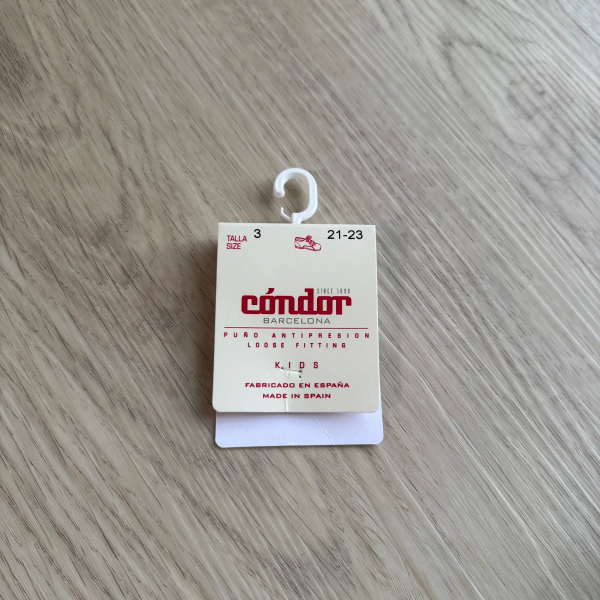 TALLA 3 21-23
SIZE
SINCE 1898
cóndor
BARCELONA
PUÑO ANTIPRESION
LOOSE FITTING
KIDS
FABRICADO EN ESPAÑA
MADE IN SPAIN